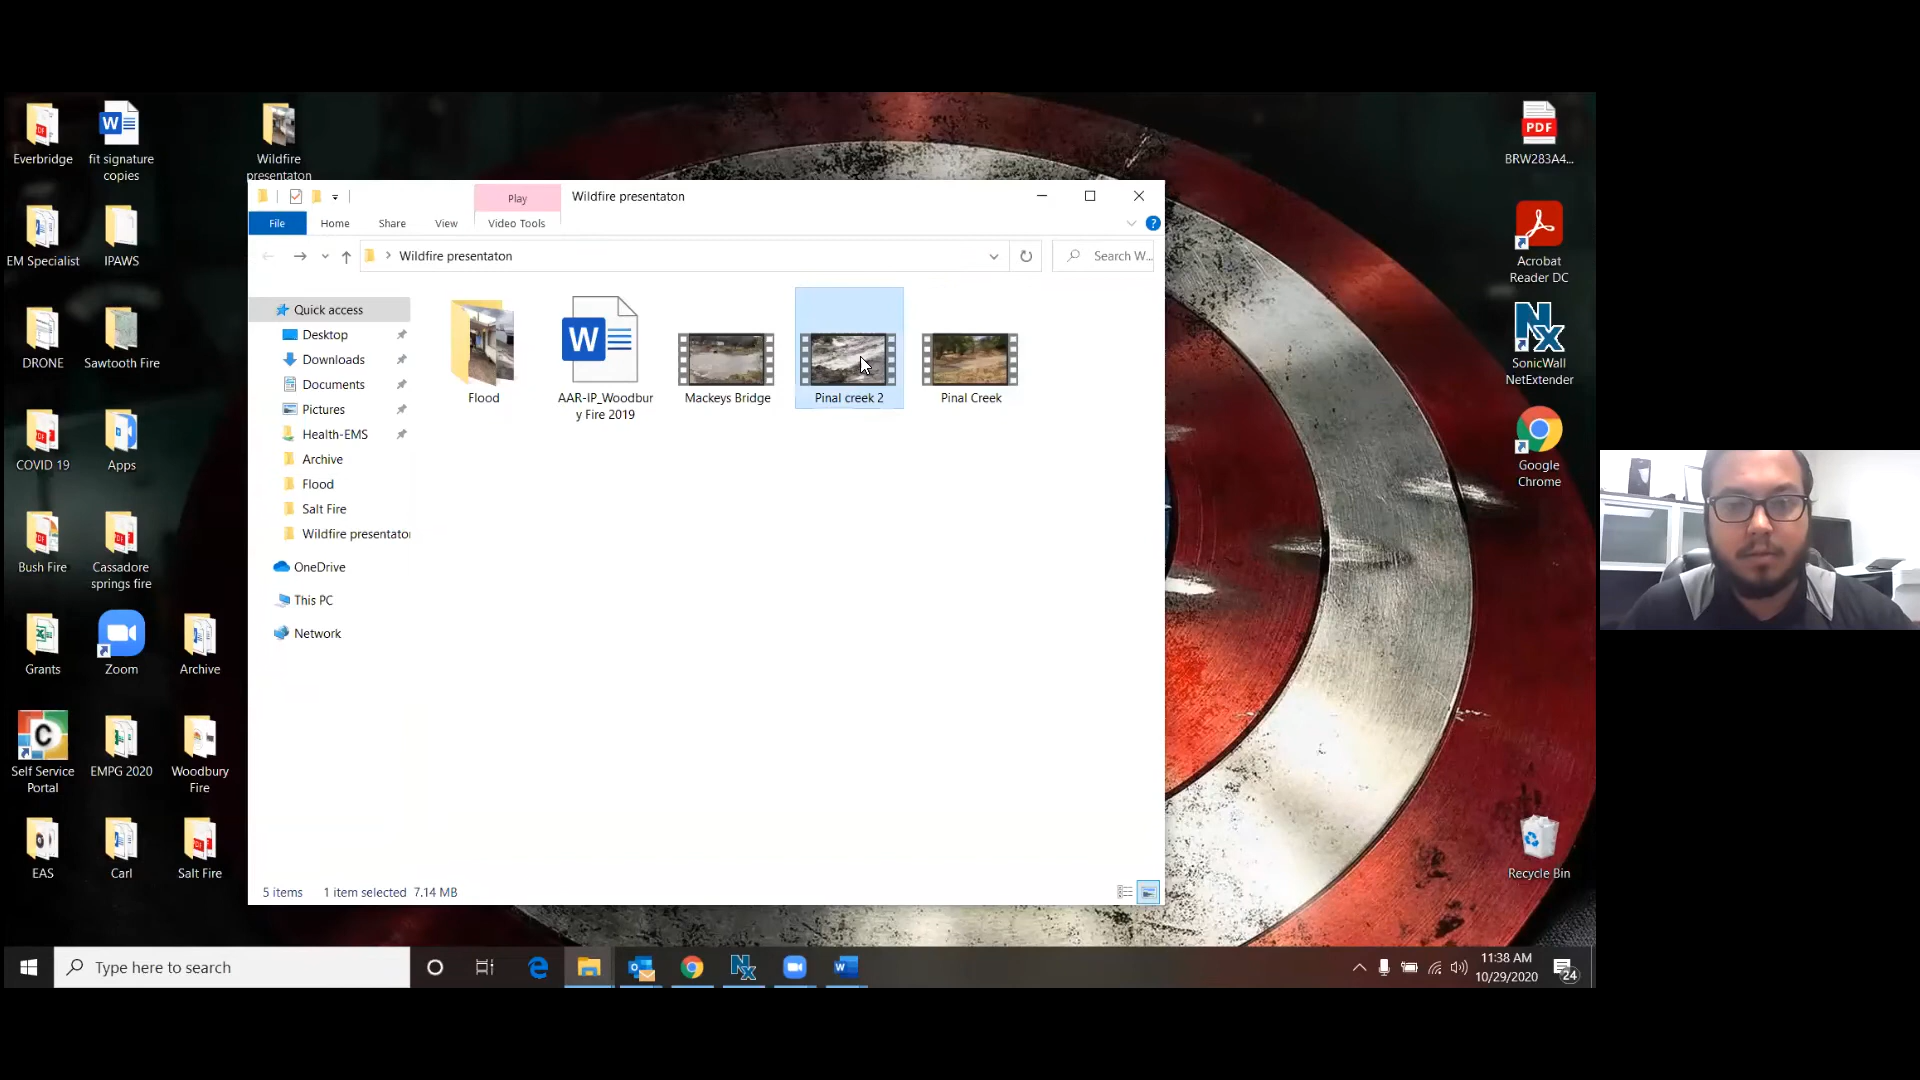 Everbridge
fit signature
copies
Wildfire
presentaton
EM Specialist
IPAWS
DRONE
Sawtooth Fire
COVID 19
Apps
Bush Fire
Cassadore
springs fire
Grants
Zoom
Archive
Self Service
Portal
EMPG 2020
Woodbury
Fire
EAS
Carl
Salt Fire
Play
Wildfire presentaton
File
Home
Share
View
Video Tools
Wildfire presentaton
Search W...
Quick access
Desktop
Downloads
Documents
Pictures
Health-EMS
Archive
Flood
Salt Fire
Wildfire presentator
OneDrive
This PC
Network
Flood
AAR-IP_Woodbur
y Fire 2019
Mackeys Bridge
Pinal creek 2
Pinal Creek
5 items 1 item selected 7.14 MB
PDF
BRW283A4...
Acrobat
Reader DC
SonicWall
NetExtender
Google
Chrome
Recycle Bin
Type here to search
11:38 AM
10/29/2020
24